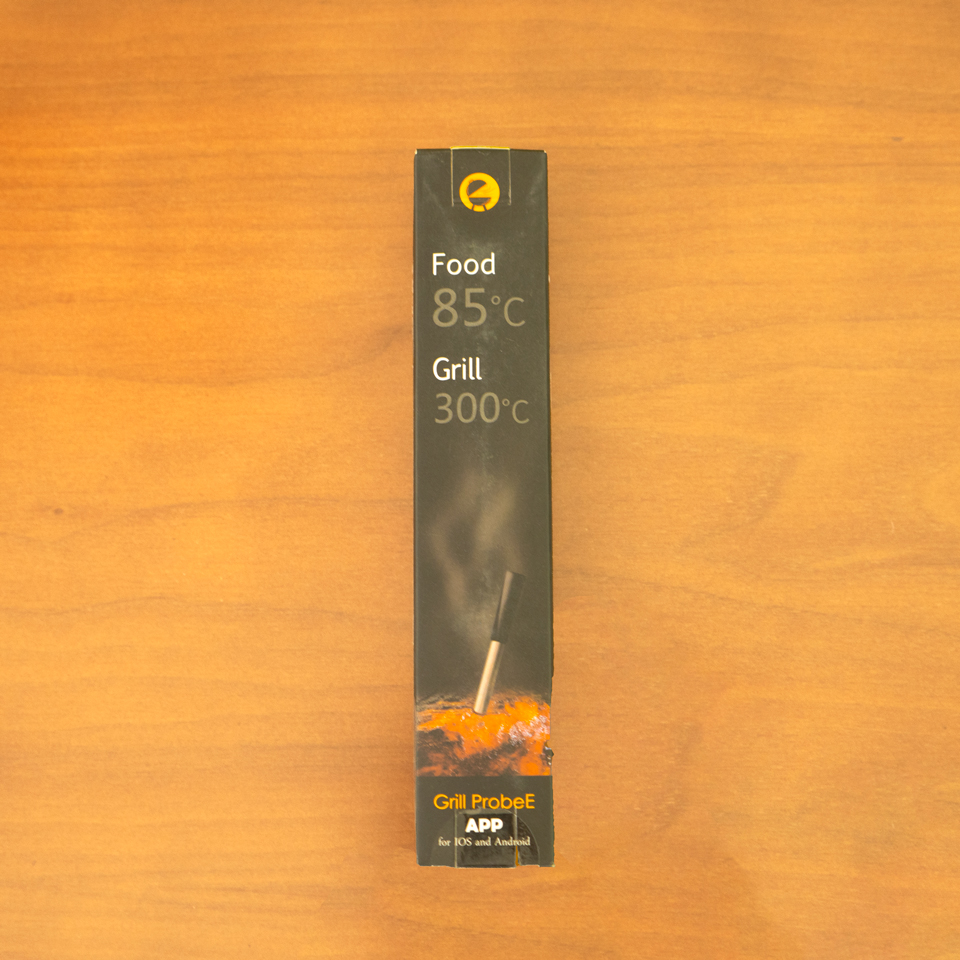 Food
85°C
Grill
300°C
Grill ProbeE
APP
for IOS and Android